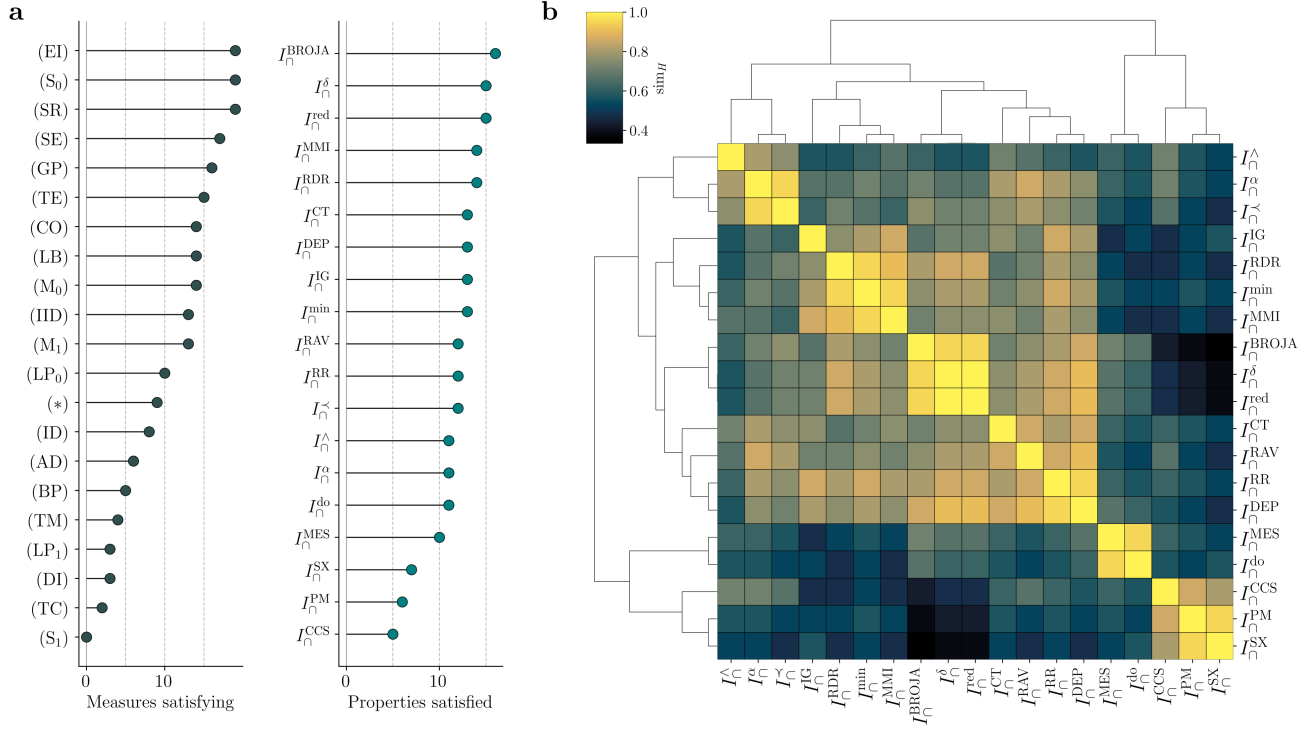 a
(EI)
(S₀)
(SR)
(SE)
(GP)
(TE)
(CO)
(LB)
(M₀)
(IID)
(M₁)
(LP₀)
(∗)
(ID)
(AD)
(BP)
(TM)
(LP₁)
(DI)
(TC)
(S₁)
0 10
Measures satisfying
I∩^BROJA
I∩^δ
I∩^red
I∩^MMI
I∩^RDR
I∩^CT
I∩^DEP
I∩^IG
I∩^min
I∩^RAV
I∩^RR
I∩^≺
I∩^∧
I∩^α
I∩^do
I∩^MES
I∩^SX
I∩^PM
I∩^CCS
0 10
Properties satisfied
b
1.0
0.8
0.6
0.4
sim_H
I∩^∧
I∩^α
I∩^≺
I∩^IG
I∩^RDR
I∩^min
I∩^MMI
I∩^BROJA
I∩^δ
I∩^red
I∩^CT
I∩^RAV
I∩^RR
I∩^DEP
I∩^MES
I∩^do
I∩^CCS
I∩^PM
I∩^SX
I∩^∧
I∩^α
I∩^≺
I∩^IG
I∩^RDR
I∩^min
I∩^MMI
I∩^BROJA
I∩^δ
I∩^red
I∩^CT
I∩^RAV
I∩^RR
I∩^DEP
I∩^MES
I∩^do
I∩^CCS
I∩^PM
I∩^SX